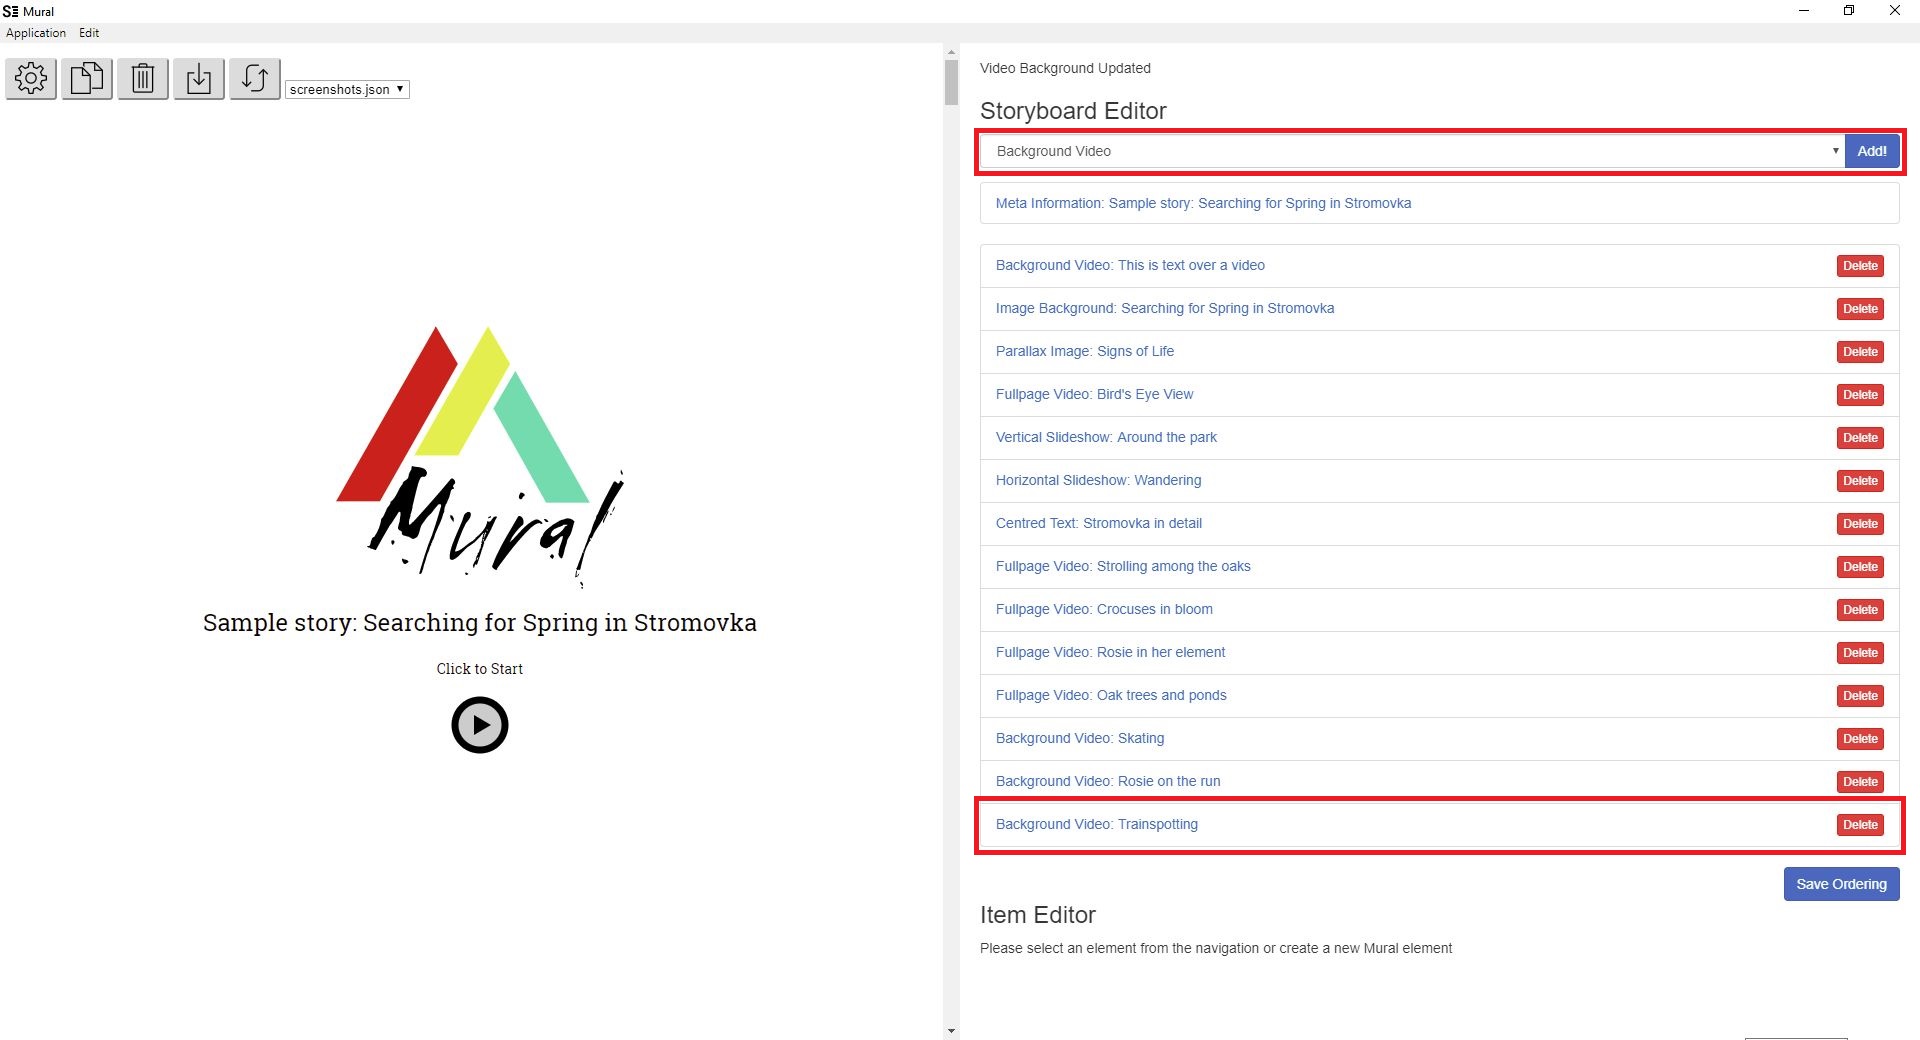 Mural
Application Edit
screenshots.json
Mural
Sample story: Searching for Spring in Stromovka
Click to Start
Video Background Updated
Storyboard Editor
Background Video Add!
Meta Information: Sample story: Searching for Spring in Stromovka
Background Video: This is text over a video Delete
Image Background: Searching for Spring in Stromovka Delete
Parallax Image: Signs of Life Delete
Fullpage Video: Bird's Eye View Delete
Vertical Slideshow: Around the park Delete
Horizontal Slideshow: Wandering Delete
Centred Text: Stromovka in detail Delete
Fullpage Video: Strolling among the oaks Delete
Fullpage Video: Crocuses in bloom Delete
Fullpage Video: Rosie in her element Delete
Fullpage Video: Oak trees and ponds Delete
Background Video: Skating Delete
Background Video: Rosie on the run Delete
Background Video: Trainspotting Delete
Save Ordering
Item Editor
Please select an element from the navigation or create a new Mural element